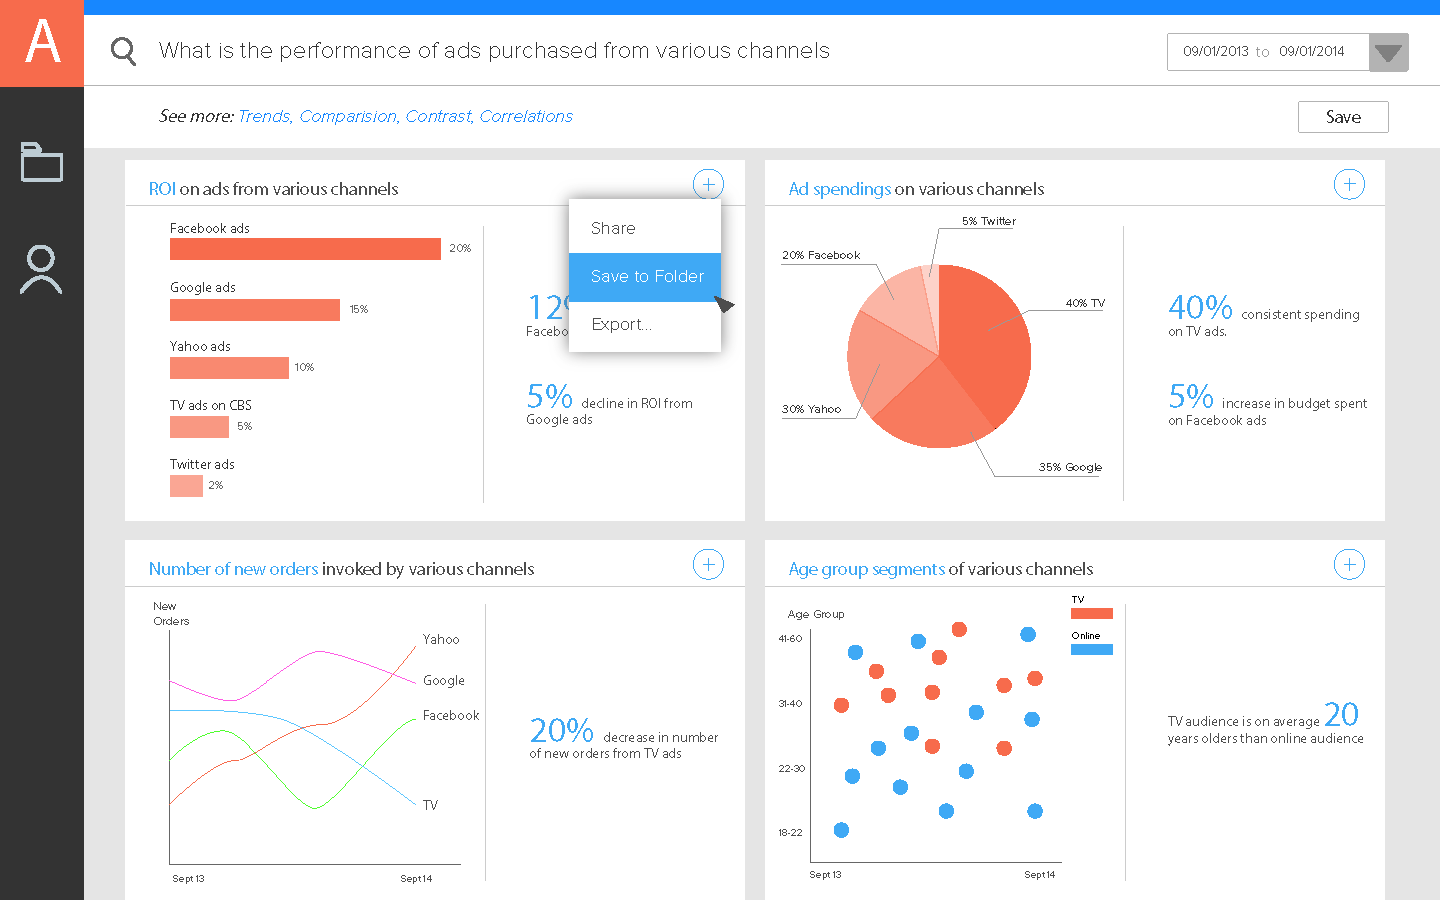 A
What is the performance of ads purchased from various channels
09/01/2013 to 09/01/2014
See more: Trends, Comparision, Contrast, Correlations
Save
ROI on ads from various channels
Facebook ads
20%
Google ads
15%
Yahoo ads
10%
TV ads on CBS
5%
Twitter ads
2%
Share
Save to Folder
Export...
5% decline in ROI from
Google ads
Ad spendings on various channels
5% Twitter
20% Facebook
40% TV
30% Yahoo
35% Google
40% consistent spending
on TV ads.
5% increase in budget spent
on Facebook ads
Number of new orders invoked by various channels
New
Orders
Yahoo
Google
Facebook
TV
Sept 13
Sept 14
20% decrease in number
of new orders from TV ads
Age group segments of various channels
Age Group
TV
Online
41-60
31-40
22-30
18-22
Sept 13
Sept 14
TV audience is on average 20
years olders than online audience